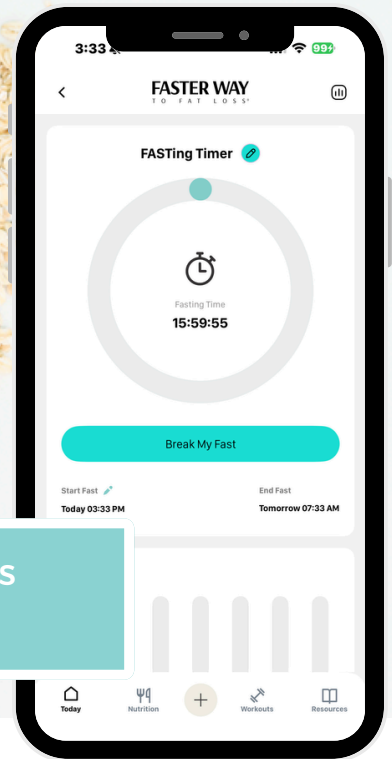 3:33
99
FASTER WAY
TO FAT LOSS
FASTing Timer
Fasting Time
15:59:55
Break My Fast
Start Fast
End Fast
Today 03:33 PM
Tomorrow 07:33 AM
Today
Nutrition
Workouts
Resources